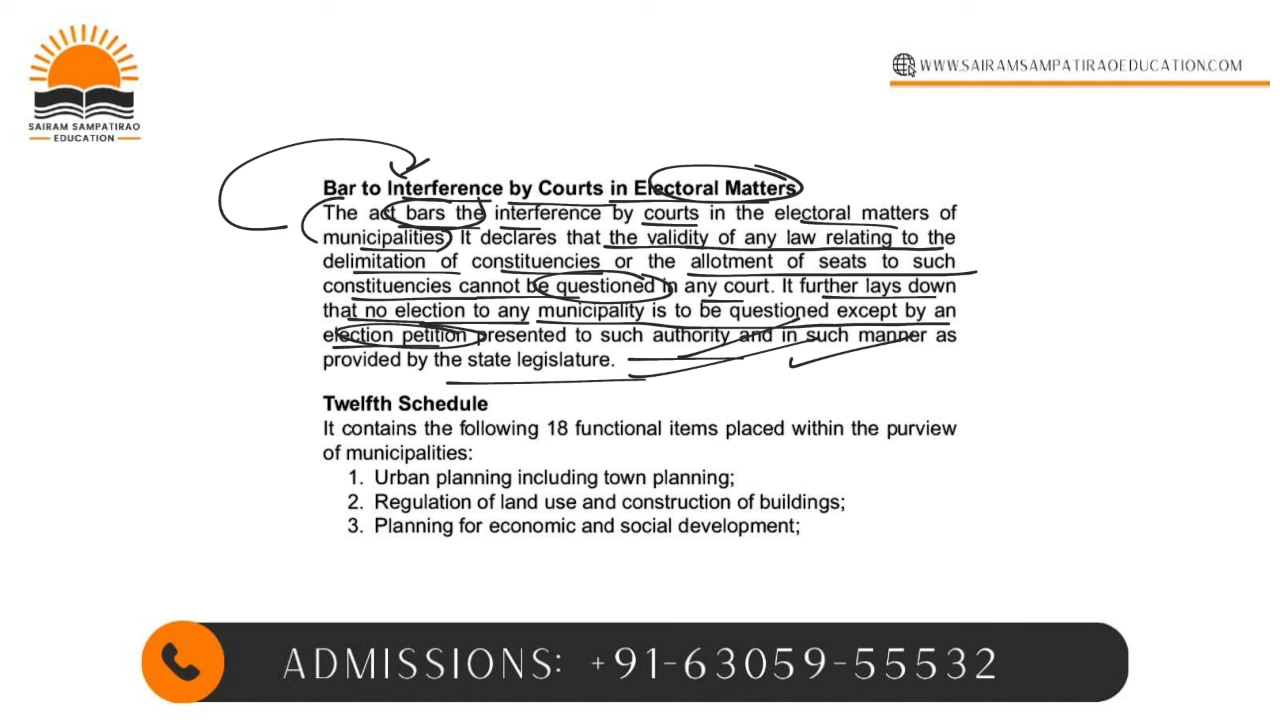 SAIRAM SAMPATIRAO
EDUCATION
WWW.SAIRAMSAMPATIRAOEDUCATION.COM
Bar to Interference by Courts in Electoral Matters
The act bars the interference by courts in the electoral matters of
municipalities. It declares that the validity of any law relating to the
delimitation of constituencies or the allotment of seats to such
constituencies cannot be questioned in any court. It further lays down
that no election to any municipality is to be questioned except by an
election petition presented to such authority and in such manner as
provided by the state legislature.
Twelfth Schedule
It contains the following 18 functional items placed within the purview
of municipalities:
1. Urban planning including town planning;
2. Regulation of land use and construction of buildings;
3. Planning for economic and social development;
ADMISSIONS: +91-63059-55532